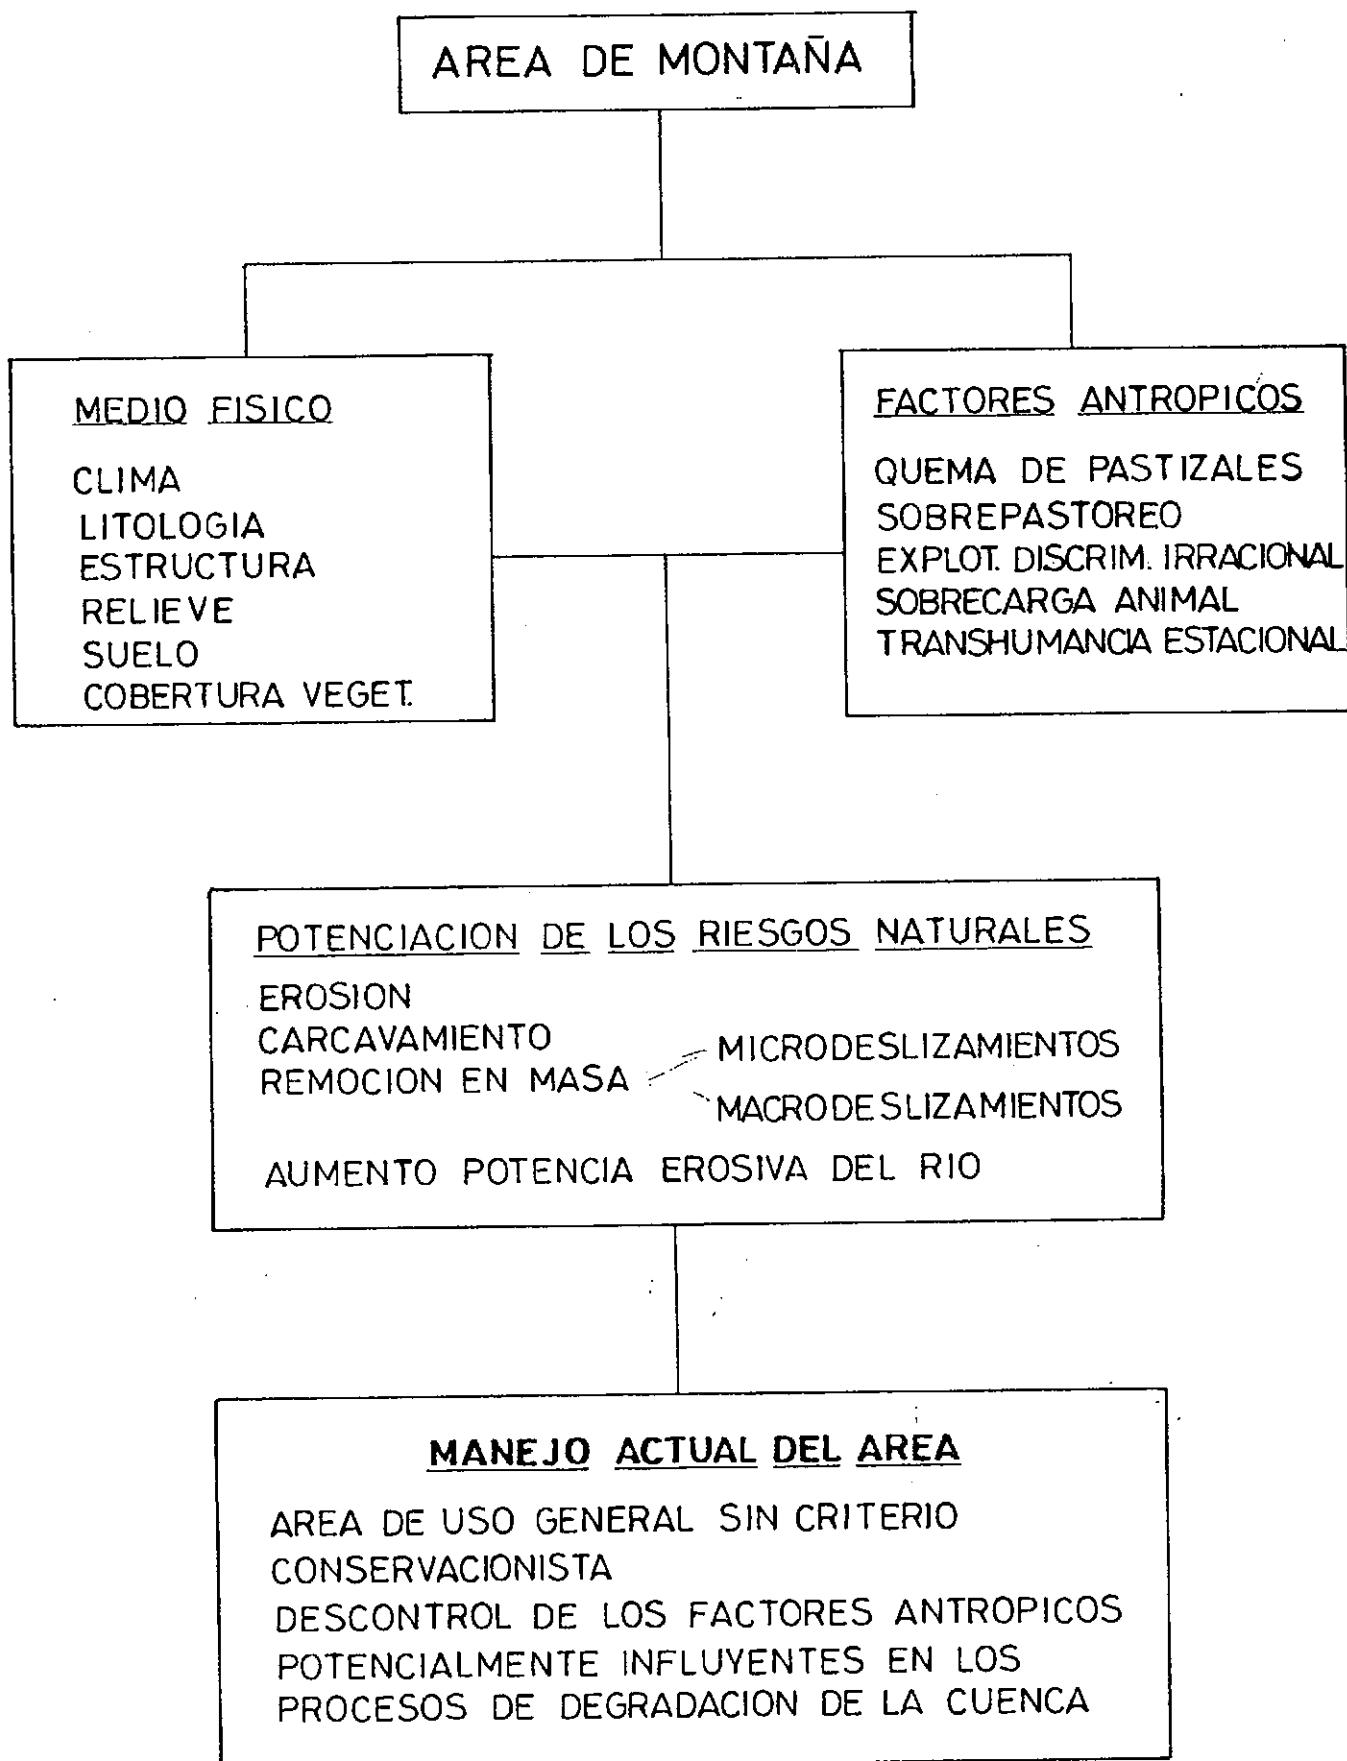 AREA DE MONTAÑA
MEDIO FISICO
CLIMA
LITOLOGIA
ESTRUCTURA
RELIEVE
SUELO
COBERTURA VEGET.
FACTORES ANTROPICOS
QUEMA DE PASTIZALES
SOBREPASTOREO
EXPLOT. DISCRIM. IRRACIONAL
SOBRECARGA ANIMAL
TRANSHUMANCIA ESTACIONAL
POTENCIACION DE LOS RIESGOS NATURALES
EROSION
CARCAVAMIENTO
REMOCION EN MASA
MICRODESLIZAMIENTOS
MACRODESLIZAMIENTOS
AUMENTO POTENCIA EROSIVA DEL RIO
MANEJO ACTUAL DEL AREA
AREA DE USO GENERAL SIN CRITERIO
CONSERVACIONISTA
DESCONTROL DE LOS FACTORES ANTROPICOS
POTENCIALMENTE INFLUYENTES EN LOS
PROCESOS DE DEGRADACION DE LA CUENCA